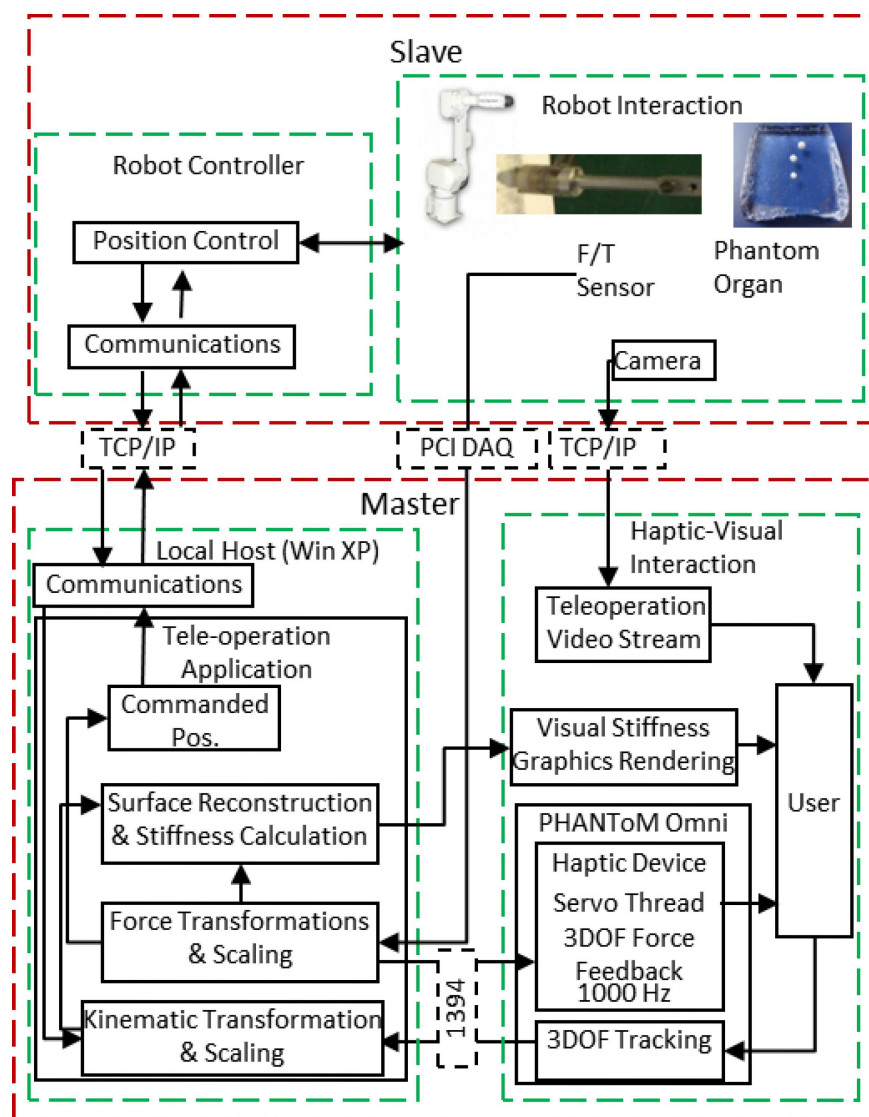 Slave
Robot Interaction
Robot Controller
Position Control
F/T
Sensor
Phantom
Organ
Communications
Camera
TCP/IP
PCI DAQ
TCP/IP
Master
Local Host (Win XP)
Haptic-Visual
Interaction
Communications
Teleoperation
Video Stream
Tele-operation
Application
Commanded
Pos.
Visual Stiffness
Graphics Rendering
User
Surface Reconstruction
& Stiffness Calculation
PHANToM Omni
Haptic Device
Servo Thread
3DOF Force
Feedback
1000 Hz
Force Transformations
& Scaling
1394
Kinematic Transformation
& Scaling
3DOF Tracking